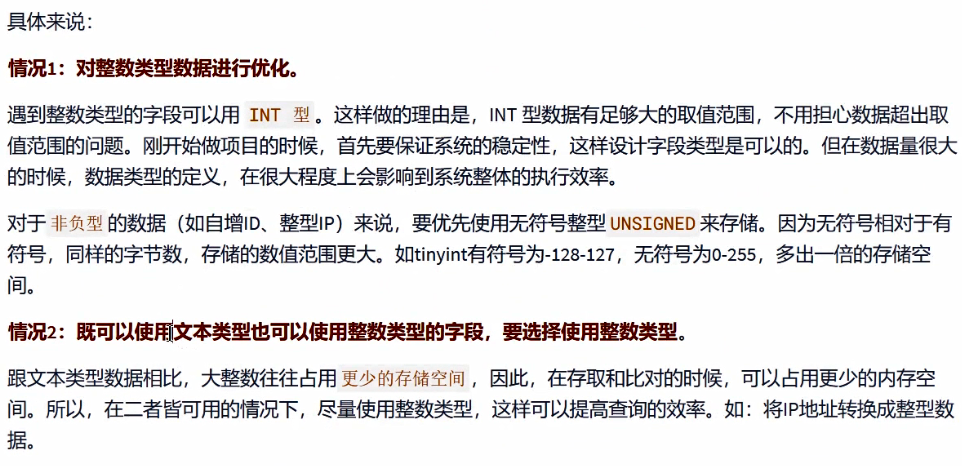 具体来说：
情况1：对整数类型数据进行优化。
遇到整数类型的字段可以用 INT 型 。这样做的理由是，INT 型数据有足够大的取值范围，不用担心数据超出取
值范围的问题。刚开始做项目的时候，首先要保证系统的稳定性，这样设计字段类型是可以的。但在数据量很大
的时候，数据类型的定义，在很大程度上会影响到系统整体的执行效率。
对于 非负型 的数据（如自增ID、整型IP）来说，要优先使用无符号整型 UNSIGNED 来存储。因为无符号相对于有
符号，同样的字节数，存储的数值范围更大。如tinyint有符号为-128-127，无符号为0-255，多出一倍的存储空
间。
情况2：既可以使用文本类型也可以使用整数类型的字段，要选择使用整数类型。
跟文本类型数据相比，大整数往往占用 更少的存储空间 ，因此，在存取和比对的时候，可以占用更少的内存空
间。所以，在二者皆可用的情况下，尽量使用整数类型，这样可以提高查询的效率。如：将IP地址转换成整型数
据。